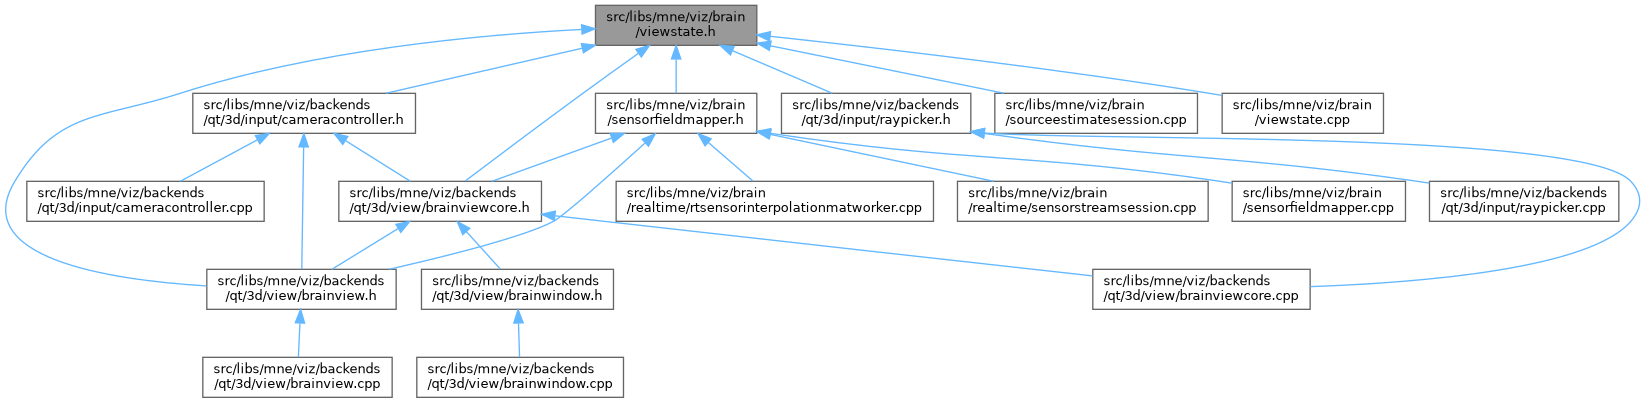 src/libs/mne/viz/brain
/viewstate.h
src/libs/mne/viz/backends
/qt/3d/input/cameracontroller.h
src/libs/mne/viz/brain
/sensorfieldmapper.h
src/libs/mne/viz/backends
/qt/3d/input/raypicker.h
src/libs/mne/viz/brain
/sourceestimatesession.cpp
src/libs/mne/viz/brain
/viewstate.cpp
src/libs/mne/viz/backends
/qt/3d/input/cameracontroller.cpp
src/libs/mne/viz/backends
/qt/3d/view/brainviewcore.h
src/libs/mne/viz/brain
/realtime/rtsensorinterpolationmatworker.cpp
src/libs/mne/viz/brain
/realtime/sensorstreamsession.cpp
src/libs/mne/viz/brain
/sensorfieldmapper.cpp
src/libs/mne/viz/backends
/qt/3d/input/raypicker.cpp
src/libs/mne/viz/backends
/qt/3d/view/brainview.h
src/libs/mne/viz/backends
/qt/3d/view/brainwindow.h
src/libs/mne/viz/backends
/qt/3d/view/brainviewcore.cpp
src/libs/mne/viz/backends
/qt/3d/view/brainview.cpp
src/libs/mne/viz/backends
/qt/3d/view/brainwindow.cpp